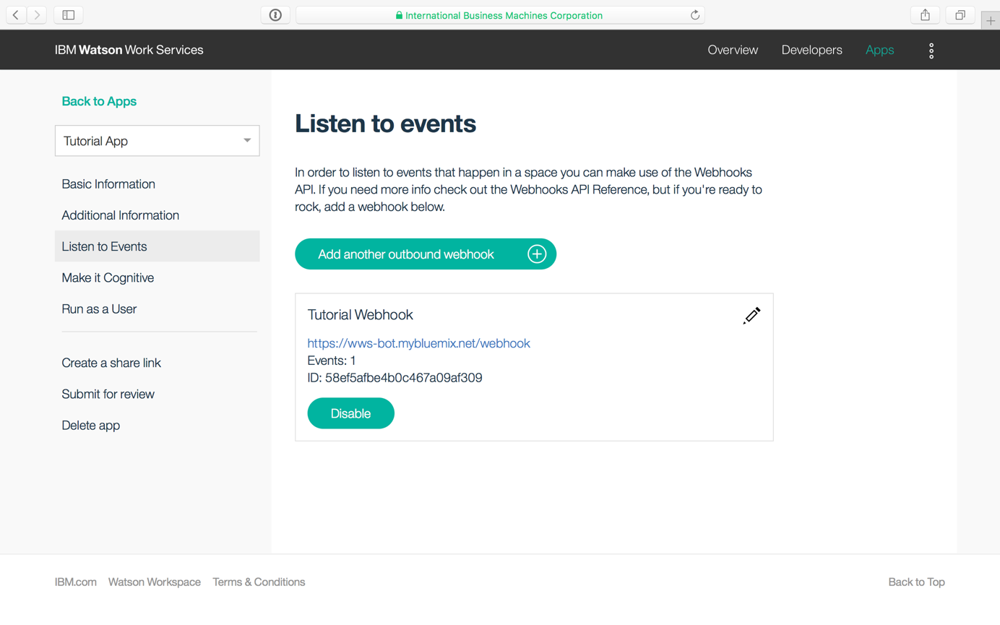 International Business Machines Corporation
IBM Watson Work Services
Overview
Developers
Apps
Back to Apps
Tutorial App
Basic Information
Additional Information
Listen to Events
Make it Cognitive
Run as a User
Create a share link
Submit for review
Delete app
Listen to events
In order to listen to events that happen in a space you can make use of the Webhooks
API. If you need more info check out the Webhooks API Reference, but if you're ready to
rock, add a webhook below.
Add another outbound webhook
Tutorial Webhook
https://wws-bot.mybluemix.net/webhook
Events: 1
ID: 58ef5afbe4b0c467a09af309
Disable
IBM.com
Watson Workspace
Terms & Conditions
Back to Top